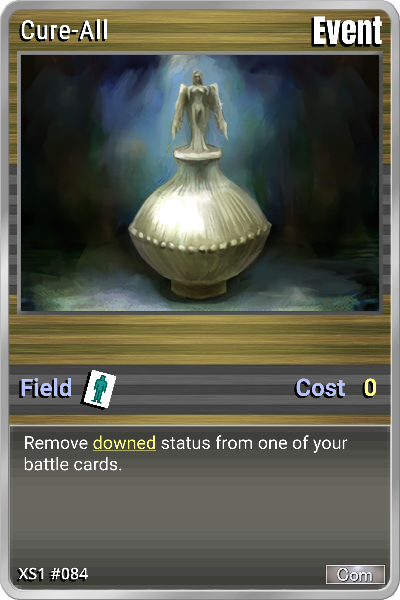 Cure-All Event
Field Cost 0
Remove downed status from one of your
battle cards.
XS1 #084 Com